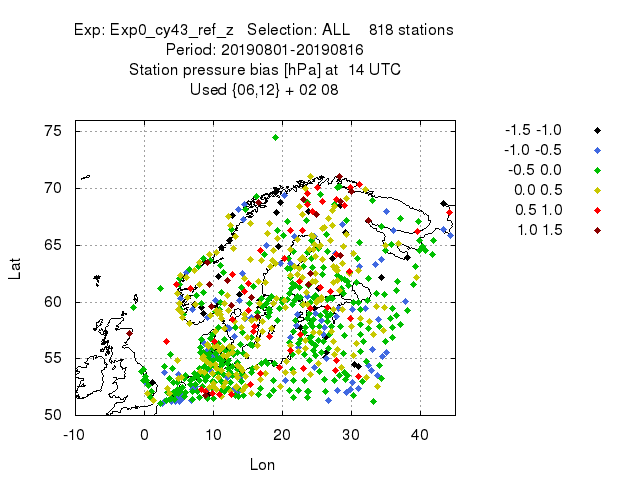 Exp: Exp0_cy43_ref_z   Selection: ALL    818 stations
Period: 20190801-20190816
Station pressure bias [hPa] at  14 UTC
Used {06,12} + 02 08
-1.5 -1.0
-1.0 -0.5
-0.5 0.0
0.0 0.5
0.5 1.0
1.0 1.5
75
70
65
60
55
50
Lat
-10 0 10 20 30 40
Lon